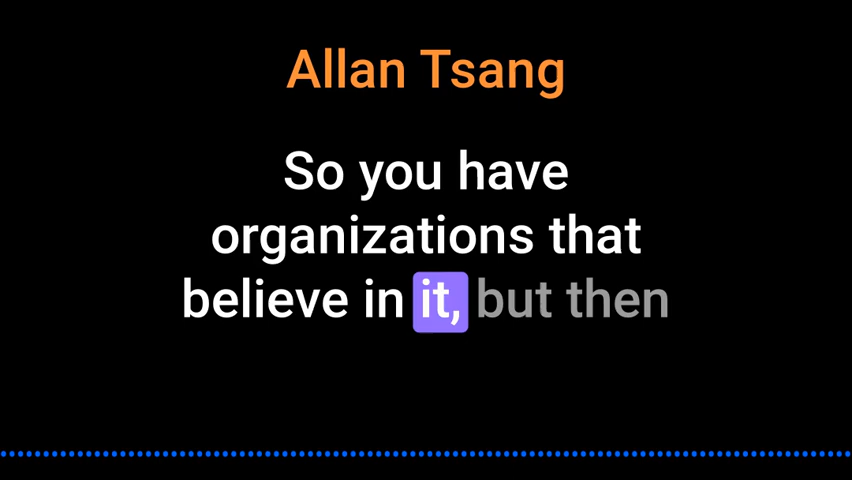 Allan Tsang
So you have
organizations that
believe in it, but then